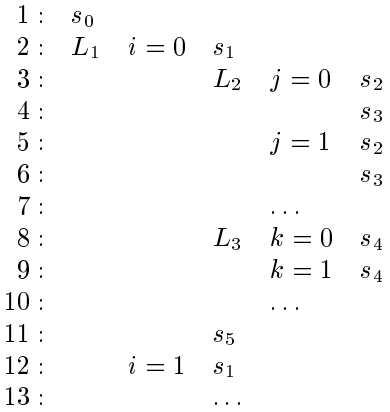 1 : s₀
2 : L₁ i = 0 s₁
3 : L₂ j = 0 s₂
4 : s₃
5 : j = 1 s₂
6 : s₃
7 : ...
8 : L₃ k = 0 s₄
9 : k = 1 s₄
10 : ...
11 : s₅
12 : i = 1 s₁
13 : ...